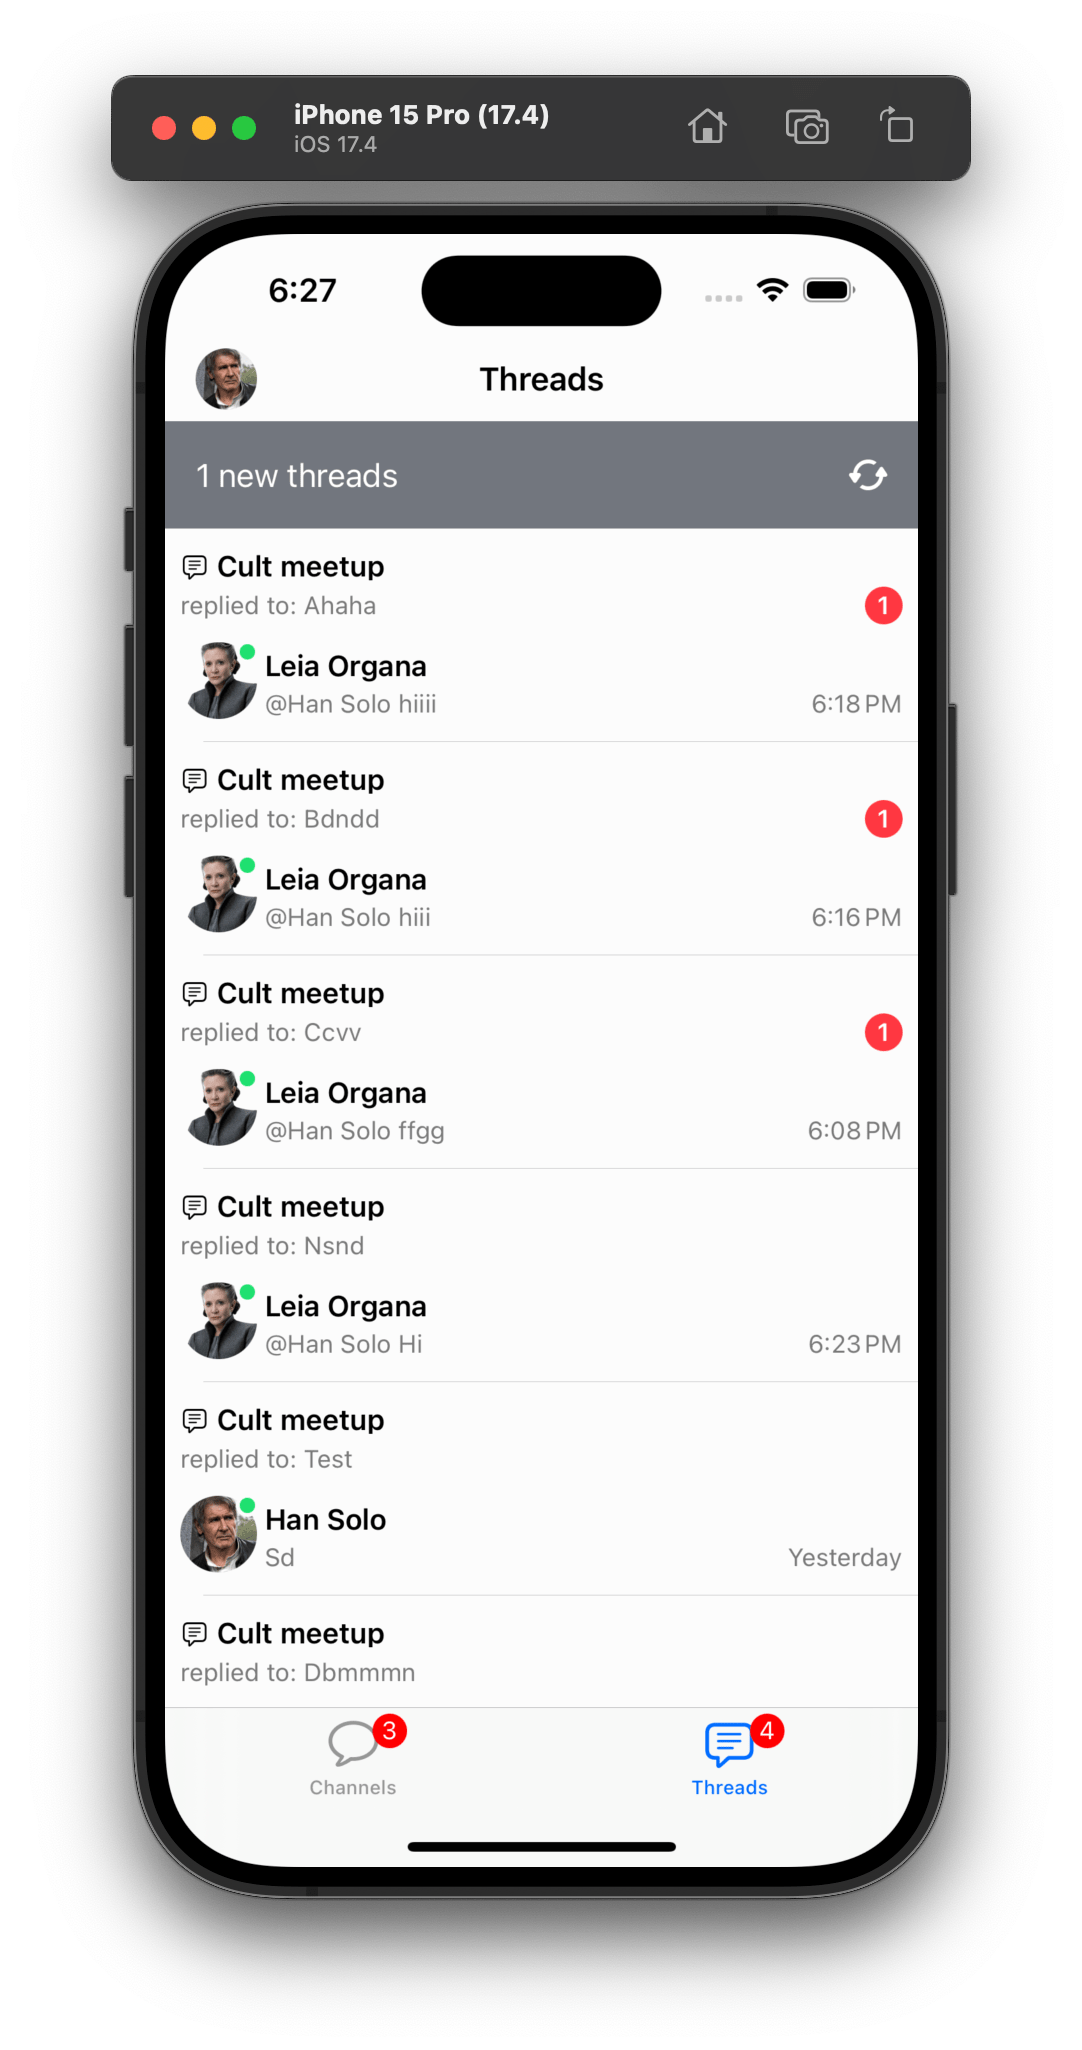 iPhone 15 Pro (17.4)
iOS 17.4
6:27
Threads
1 new threads
Cult meetup
replied to: Ahaha
1
Leia Organa
@Han Solo hiiii
6:18 PM
Cult meetup
replied to: Bdndd
1
Leia Organa
@Han Solo hiii
6:16 PM
Cult meetup
replied to: Ccvv
1
Leia Organa
@Han Solo ffgg
6:08 PM
Cult meetup
replied to: Nsnd
Leia Organa
@Han Solo Hi
6:23 PM
Cult meetup
replied to: Test
Han Solo
Sd
Yesterday
Cult meetup
replied to: Dbmmmn
3
Channels
4
Threads